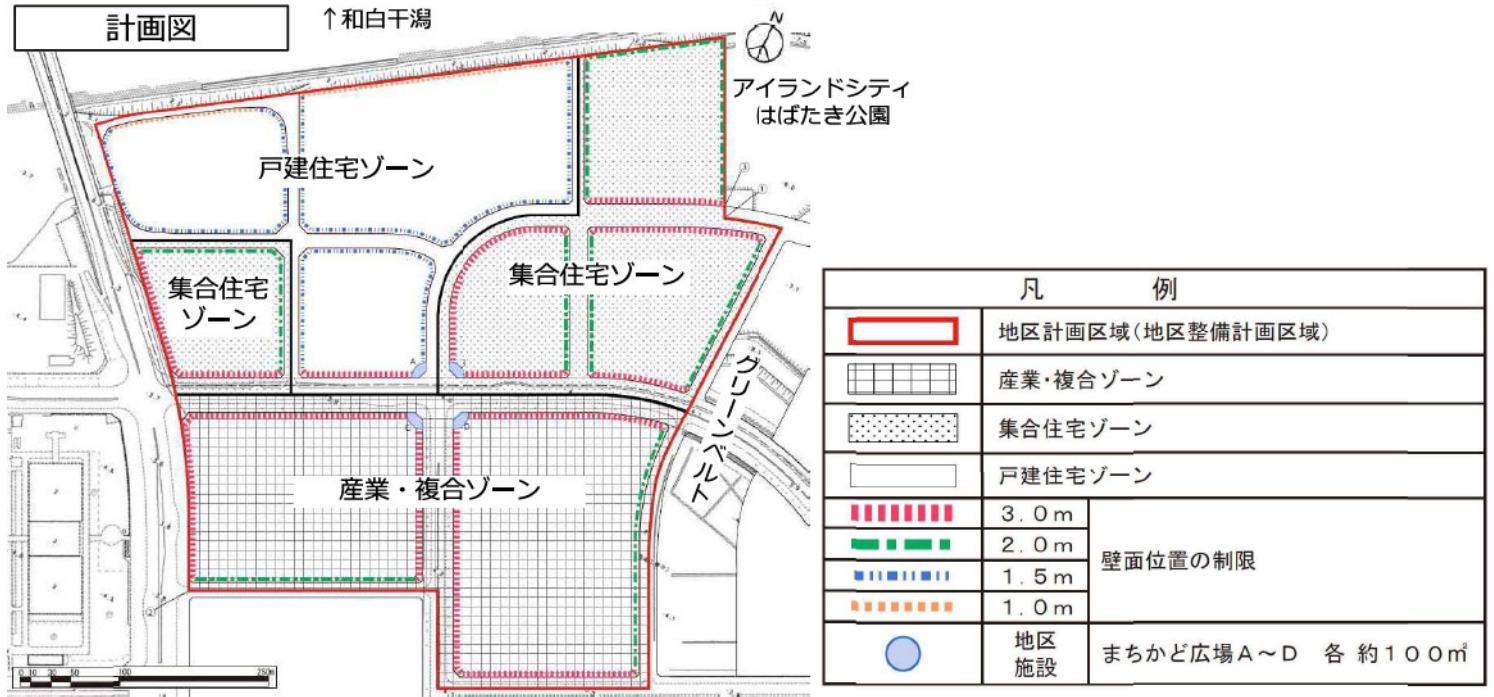 計画図
↑和白干潟
N
アイランドシティ
はばたき公園
戸建住宅ゾーン
集合住宅
ゾーン
集合住宅ゾーン
グリーンベルト
産業・複合ゾーン
0 10 30 50 100 250m
凡 例
地区計画区域(地区整備計画区域)
産業・複合ゾーン
集合住宅ゾーン
戸建住宅ゾーン
3.0m
2.0m
1.5m
1.0m
壁面位置の制限
地区
施設
まちかど広場A~D 各 約100㎡